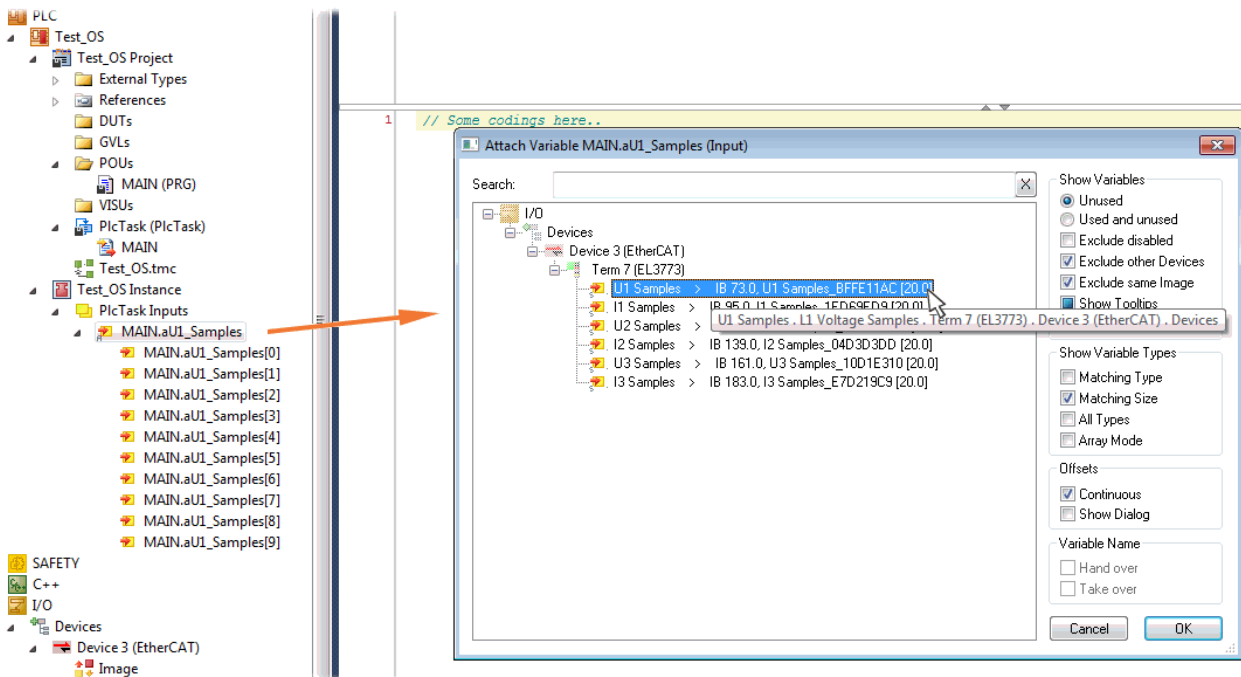 PLC
Test_OS
Test_OS Project
External Types
References
DUTs
GVLs
POUs
MAIN (PRG)
VISUs
PlcTask (PlcTask)
MAIN
Test_OS.tmc
Test_OS Instance
PlcTask Inputs
MAIN.aU1_Samples
MAIN.aU1_Samples[0]
MAIN.aU1_Samples[1]
MAIN.aU1_Samples[2]
MAIN.aU1_Samples[3]
MAIN.aU1_Samples[4]
MAIN.aU1_Samples[5]
MAIN.aU1_Samples[6]
MAIN.aU1_Samples[7]
MAIN.aU1_Samples[8]
MAIN.aU1_Samples[9]
SAFETY
C++
I/O
Devices
Device 3 (EtherCAT)
Image
1 // Some codings here..
Attach Variable MAIN.aU1_Samples (Input)
Search:
I/O
Devices
Device 3 (EtherCAT)
Term 7 (EL3773)
U1 Samples > IB 73.0, U1 Samples_BFFE11AC [20.0]
I1 Samples > IB 95.0, I1 Samples_1FD69FD9 [20.0]
U2 Samples >
U1 Samples . L1 Voltage Samples . Term 7 (EL3773) . Device 3 (EtherCAT) . Devices
I2 Samples > IB 139.0, I2 Samples_04D3D3DD [20.0]
U3 Samples > IB 161.0, U3 Samples_10D1E310 [20.0]
I3 Samples > IB 183.0, I3 Samples_E7D219C9 [20.0]
Show Variables
Unused
Used and unused
Exclude disabled
Exclude other Devices
Exclude same Image
Show Tooltips
Show Variable Types
Matching Type
Matching Size
All Types
Array Mode
Offsets
Continuous
Show Dialog
Variable Name
Hand over
Take over
Cancel
OK